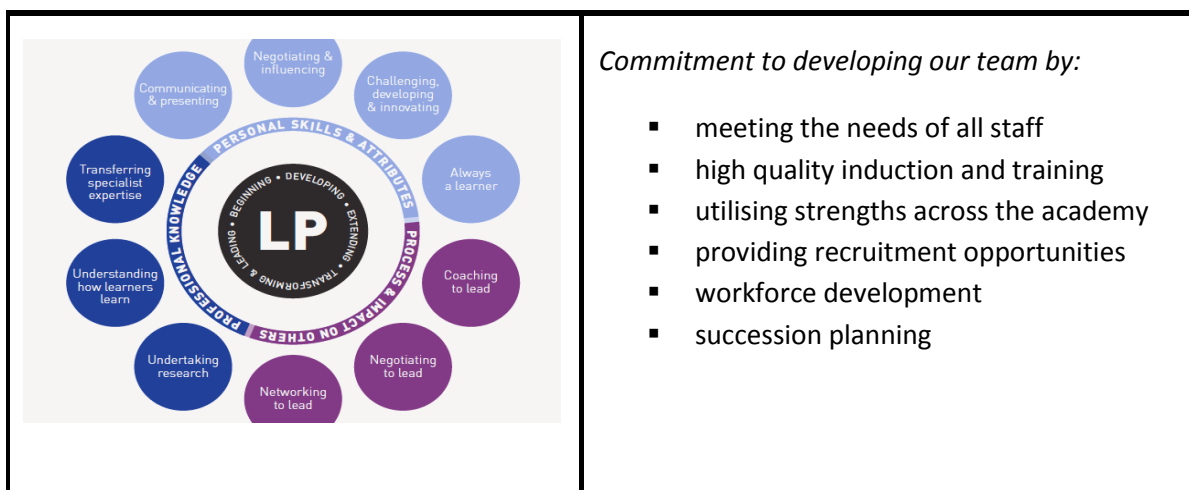 Negotiating &
influencing
Challenging,
developing
& innovating
Always
a learner
Coaching
to lead
Negotiating
to lead
Networking
to lead
Undertaking
research
Understanding
how learners
learn
Transferring
specialist
expertise
Communicating
& presenting
PERSONAL SKILLS & ATTRIBUTES
PROCESS & IMPACT ON OTHERS
PROFESSIONAL KNOWLEDGE
BEGINNING • DEVELOPING • EXTENDING • TRANSFORMING & LEADING •
LP
Commitment to developing our team by:
▪ meeting the needs of all staff
▪ high quality induction and training
▪ utilising strengths across the academy
▪ providing recruitment opportunities
▪ workforce development
▪ succession planning